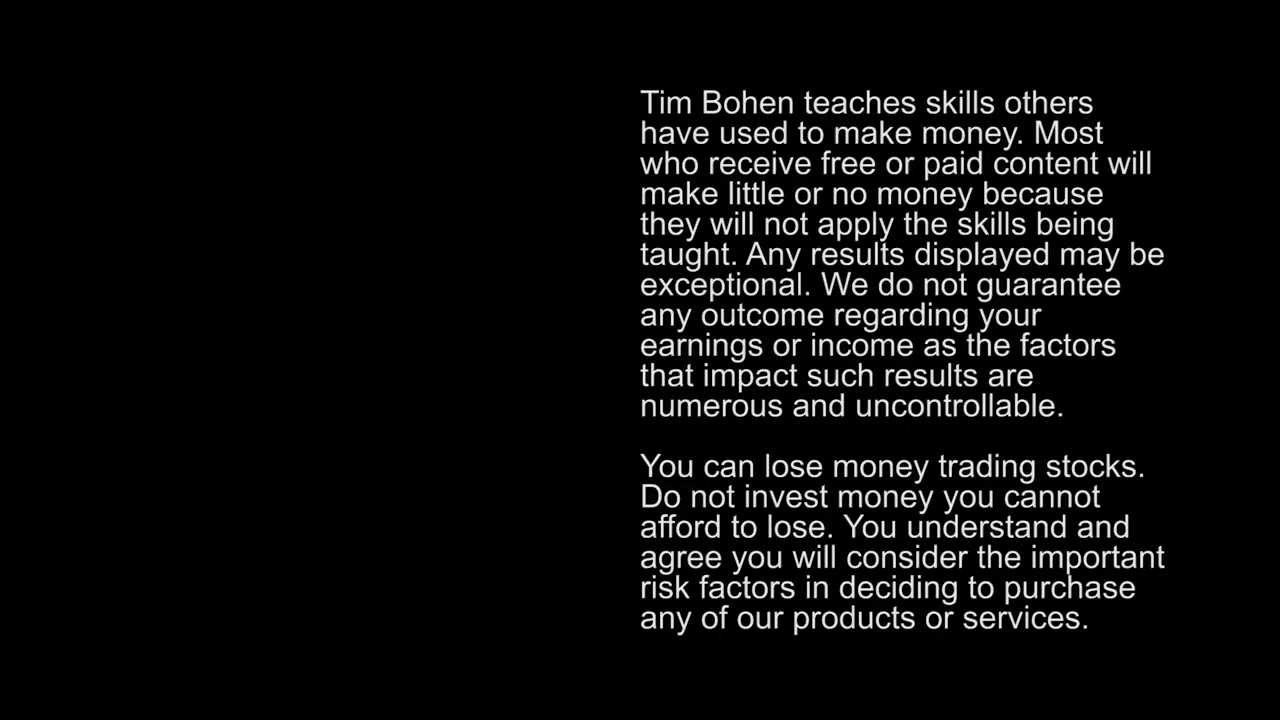 Tim Bohen teaches skills others
have used to make money. Most
who receive free or paid content will
make little or no money because
they will not apply the skills being
taught. Any results displayed may be
exceptional. We do not guarantee
any outcome regarding your
earnings or income as the factors
that impact such results are
numerous and uncontrollable.
You can lose money trading stocks.
Do not invest money you cannot
afford to lose. You understand and
agree you will consider the important
risk factors in deciding to purchase
any of our products or services.